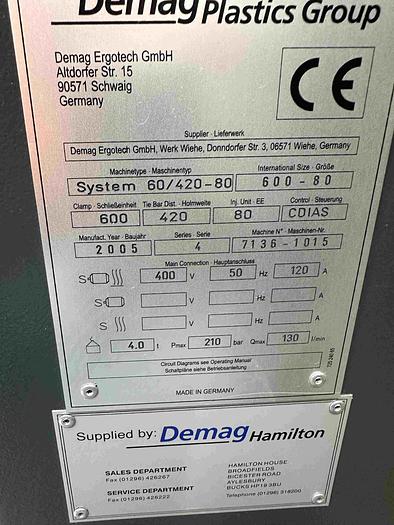 Demag Plastics Group
Demag Ergotech GmbH
Altdorfer Str. 15
90571 Schwaig
Germany
CE
Supplier · Lieferwerk
Demag Ergotech GmbH, Werk Wiehe, Donndorfer Str. 3, 06571 Wiehe, Germany
Machinetype · Maschinentyp International Size · Größe
System 60/420-80 600-80
Clamp · Schließeinheit Tie Bar Dist. · Holmweite Inj. Unit · EE Control · Steuerung
600 420 80 CDIAS
Manufact. Year · Baujahr Series · Serie Machine N° · Maschinen-Nr.
2005 4 7136-1015
Main Connection · Hauptanschluss
S 400 V 50 Hz 120 A
S V Hz A
S V Hz A
4.0 t Pmax 210 bar Qmax 130 l/min
Circuit Diagrams see Operating Manual
Schaltpläne siehe Betriebsanleitung
MADE IN GERMANY
Supplied by: Demag Hamilton
SALES DEPARTMENT
Fax (01296) 426267
SERVICE DEPARTMENT
Fax (01296) 426222
HAMILTON HOUSE
BROADFIELDS
BICESTER ROAD
AYLESBURY
BUCKS HP19 3BU
Telephone (01296) 318200